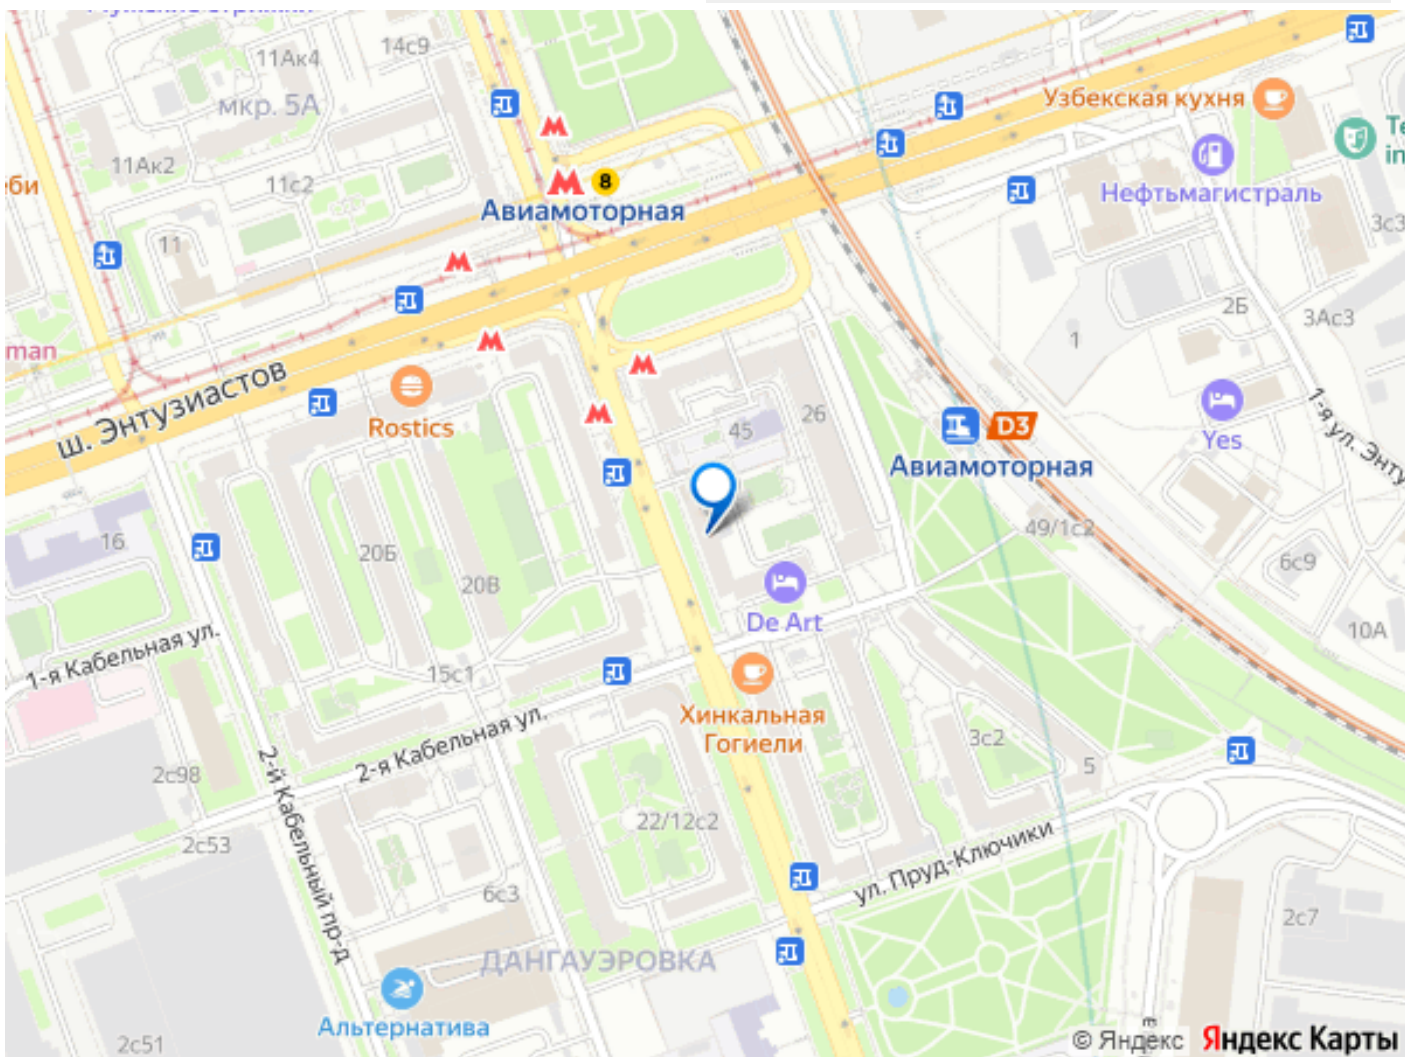 14с9
11Ак4
мкр. 5А
Узбекская кухня
11Ак2
11с2
еби
8
Авиамоторная
Нефтьмагистраль
in
3с3
11
2Б
3Ас3
man
1
ш. Энтузиастов
Rostics
45
26
D3
Авиамоторная
Yes
1-я ул. Энту
16
20Б
20В
49/1с2
6с9
De Art
10А
1-я Кабельная ул.
15с1
Хинкальная
Гогиели
2-я Кабельная ул.
3с2
5
2с98
2-й Кабельный пр-д
22/12с2
2с53
ул. Пруд-Ключики
6с3
2с7
ДАНГАУЭРОВКА
Альтернатива
2с51
© Яндекс Яндекс Карты